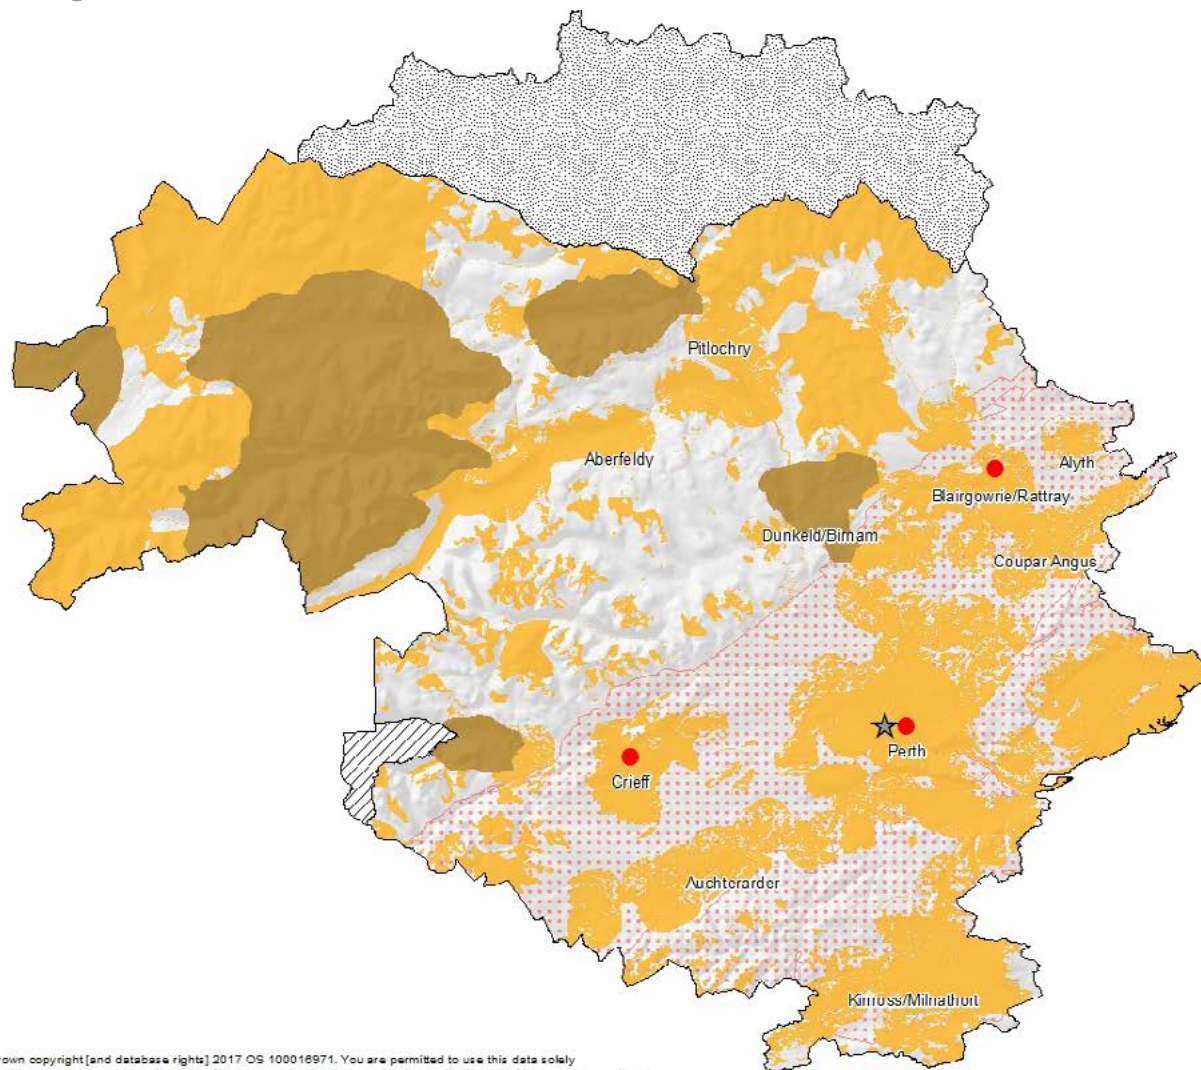 Pitlochry
Aberfeldy
Alyth
Blairgowrie/Rattray
Dunkeld/Birnam
Coupar Angus
Perth
Crieff
Auchterarder
Kinross/Milnathort
own copyright [and database rights] 2017 OS 100016971. You are permitted to use this data solely